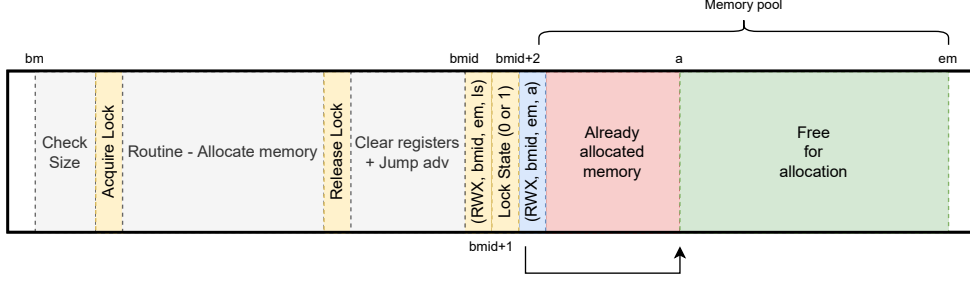 Memory pool
bm
bmid
bmid+2
a
em
Check
Size
Acquire Lock
Routine - Allocate memory
Release Lock
Clear registers
+ Jump adv
(RWX, bmid, em, ls)
Lock State (0 or 1)
(RWX, bmid, em, a)
Already
allocated
memory
Free
for
allocation
bmid+1